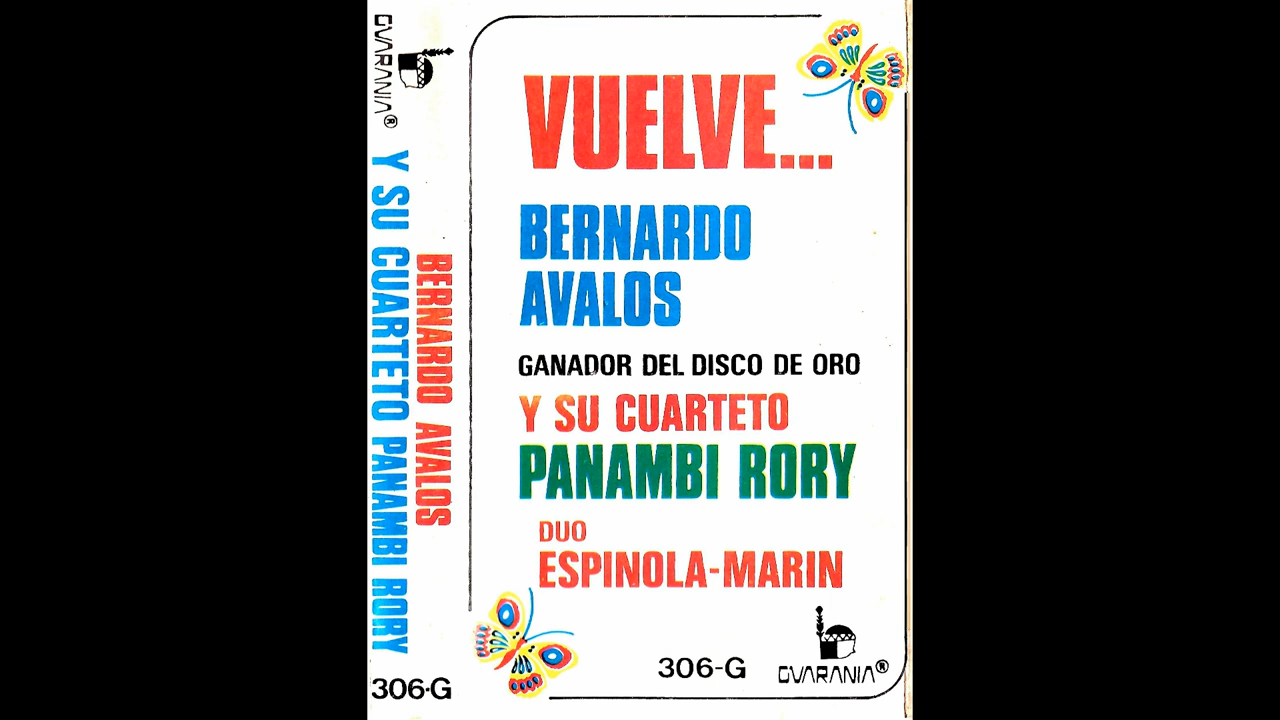 GUARANIA®
BERNARDO AVALOS
Y SU CUARTETO PANAMBI RORY
306-G
VUELVE...
BERNARDO
AVALOS
GANADOR DEL DISCO DE ORO
Y SU CUARTETO
PANAMBI RORY
DUO
ESPINOLA-MARIN
306-G
GUARANIA®